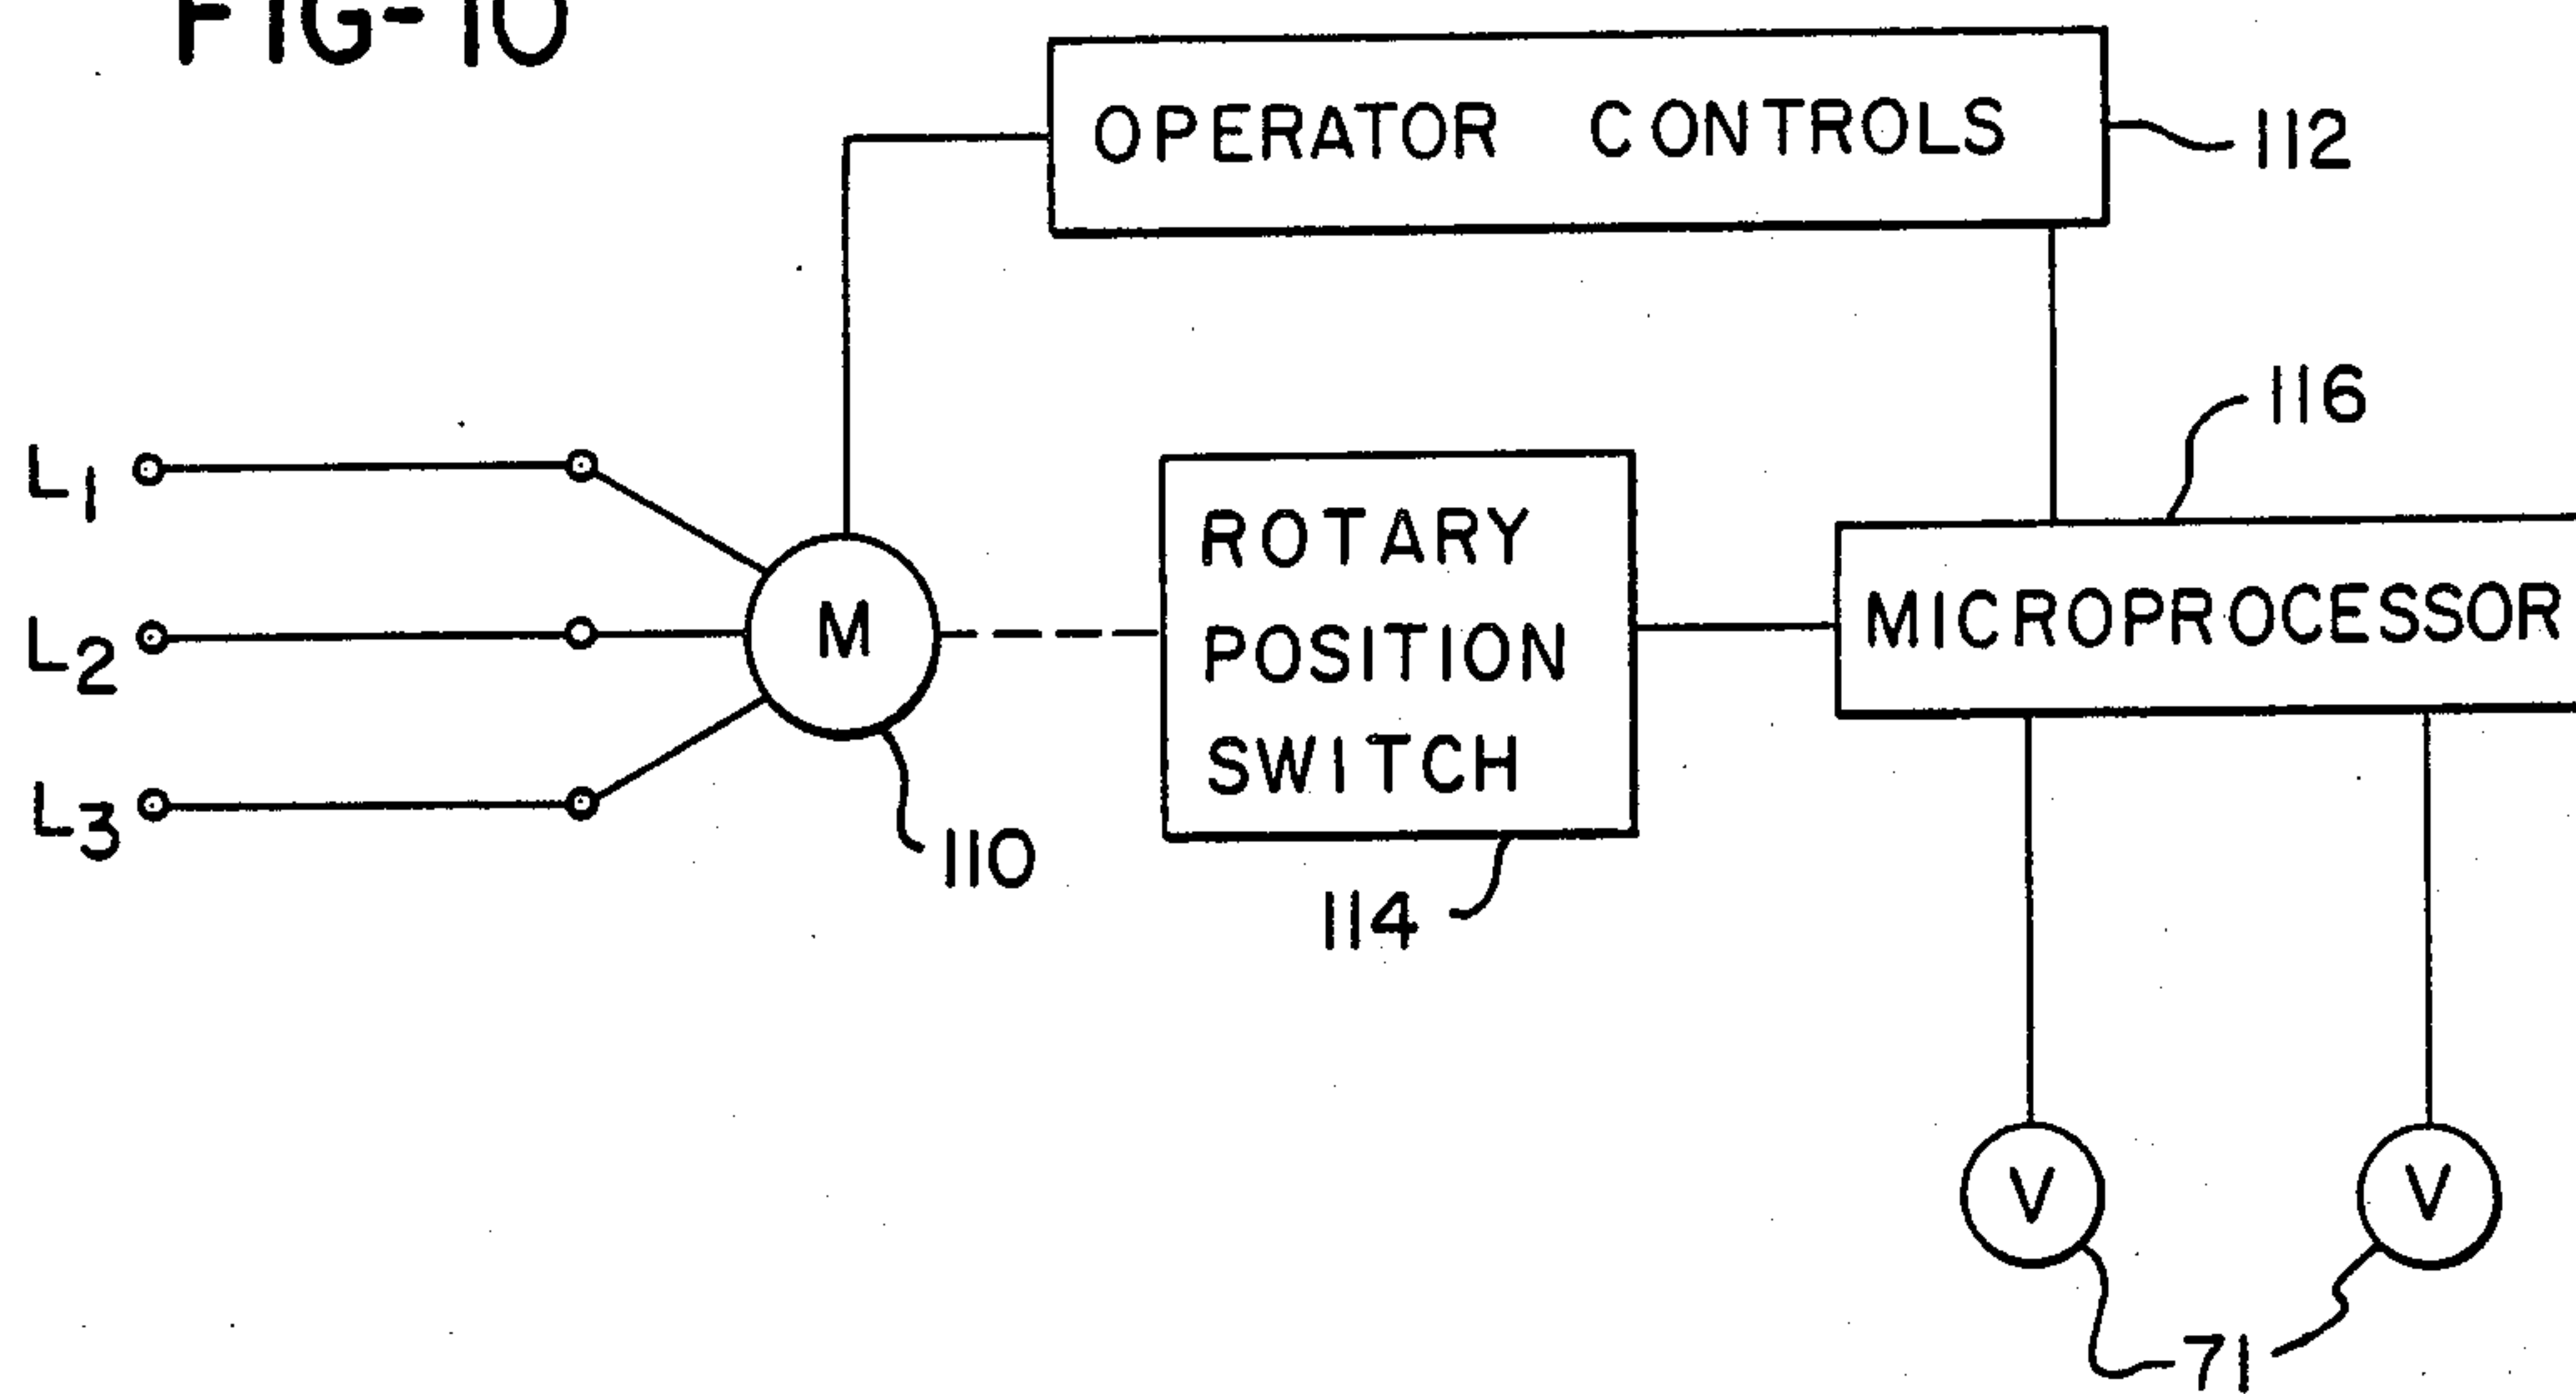 FIG-10
OPERATOR CONTROLS
112
116
L1
L2
L3
M
110
ROTARY
POSITION
SWITCH
114
MICROPROCESSOR
V
V
71